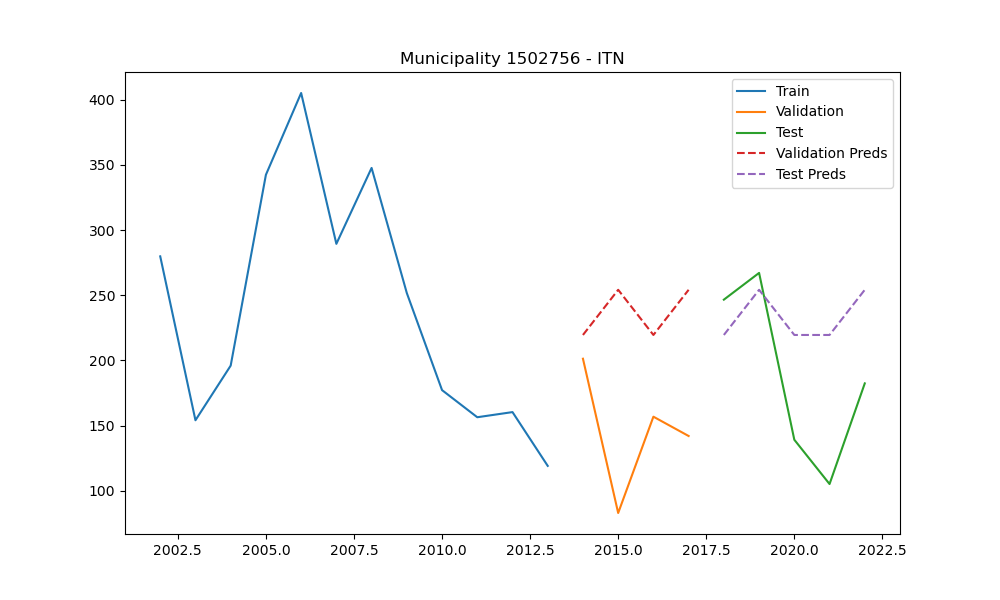 Municipality 1502756 - ITN
400
350
300
250
200
150
100
2002.5 2005.0 2007.5 2010.0 2012.5 2015.0 2017.5 2020.0 2022.5
Train
Validation
Test
Validation Preds
Test Preds